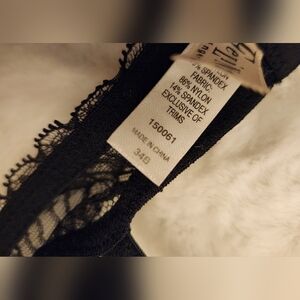 % SPANDEX
FABRIC:
86% NYLON
14% SPANDEX
EXCLUSIVE OF
TRIMS
150061
MADE IN CHINA
34B